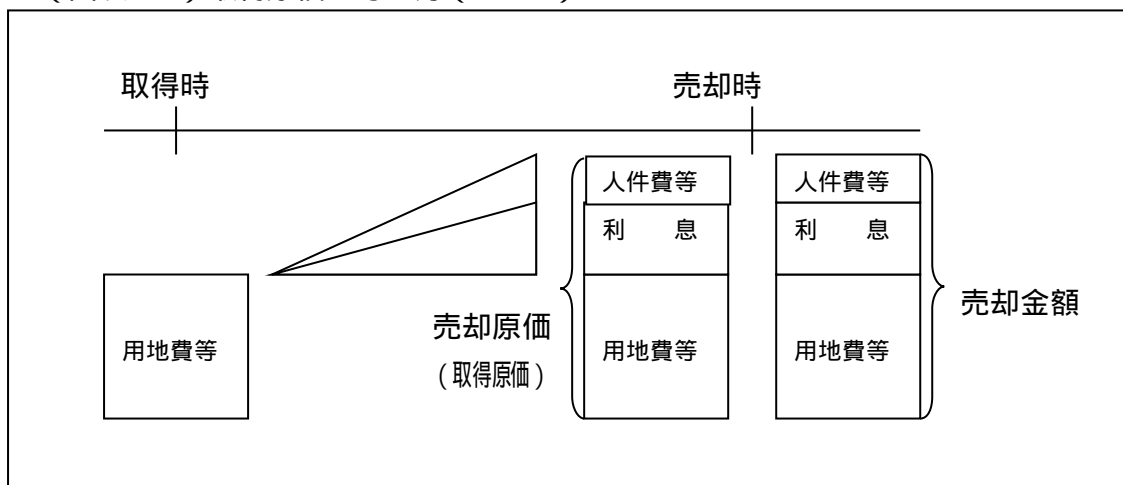 取得時
売却時
人件費等
人件費等
利　　息
利　　息
売却金額
売却原価
用地費等
用地費等
用地費等
（取得原価）